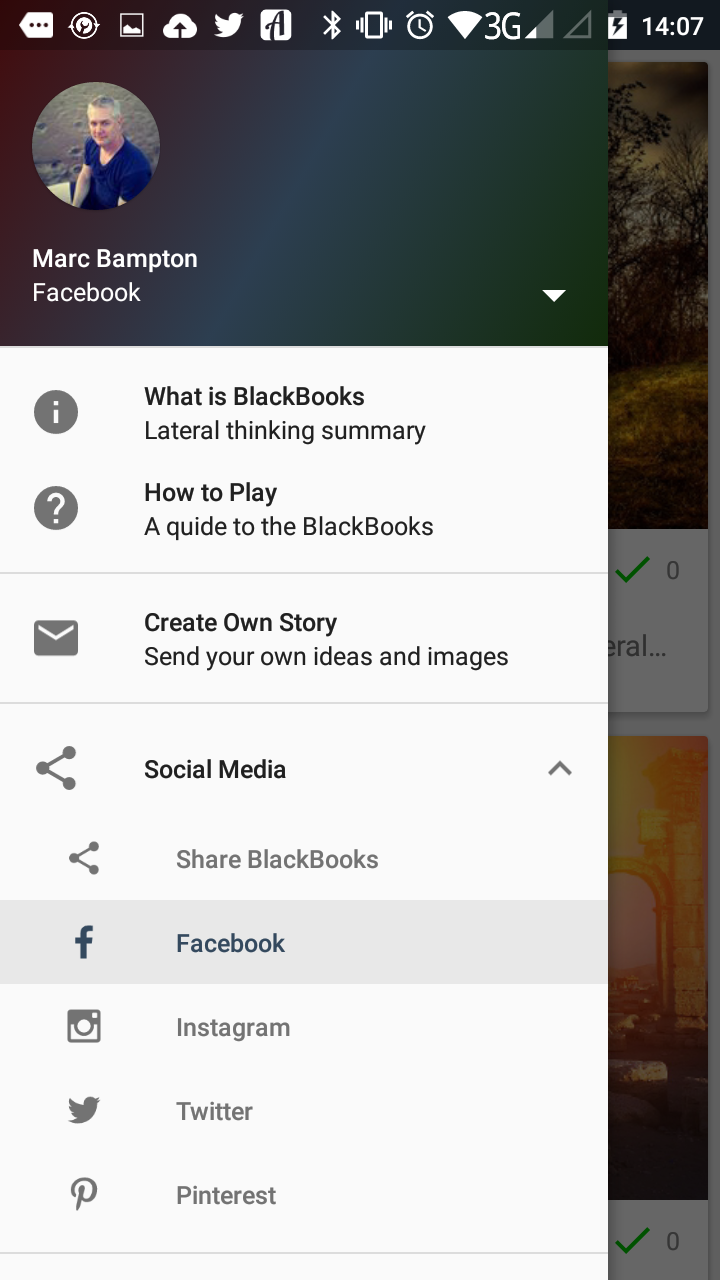 3G 14:07
Marc Bampton
Facebook
What is BlackBooks
Lateral thinking summary
How to Play
A quide to the BlackBooks
0
Create Own Story
Send your own ideas and images
eral...
Social Media
Share BlackBooks
Facebook
Instagram
Twitter
Pinterest
0